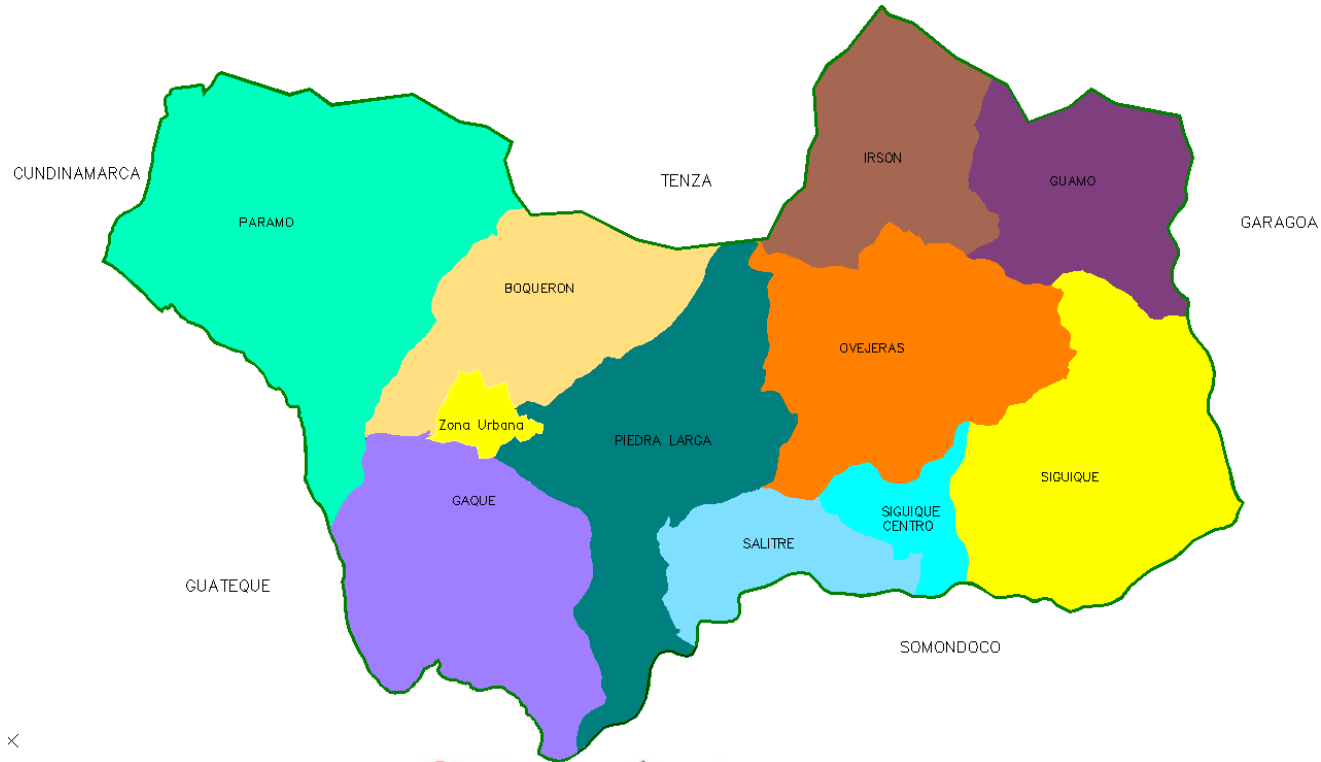 CUNDINAMARCA
TENZA
IRSON
GUAMO
GARAGOA
PARAMO
BOQUERON
OVEJERAS
Zona Urbana
PIEDRA LARGA
SIGUIQUE
GAQUE
SIGUIQUE
CENTRO
SALITRE
GUATEQUE
SOMONDOCO